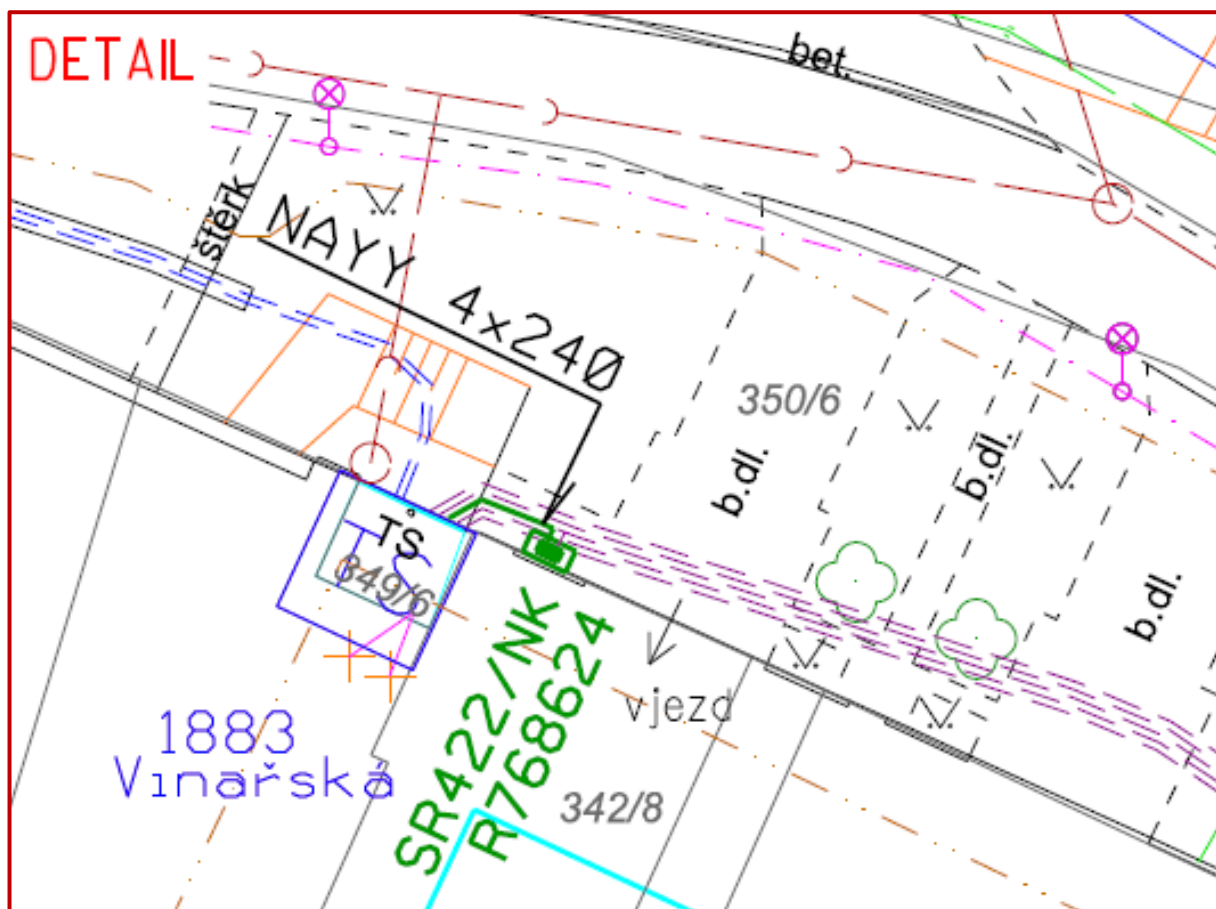 DETAIL
bet.
štěrk
NAYY 4x240
350/6
b.dl.
b.dl.
b.dl.
TŠ
TS
349/6
SR422/NK
R768624
vjezd
1883
Vinařská
342/8